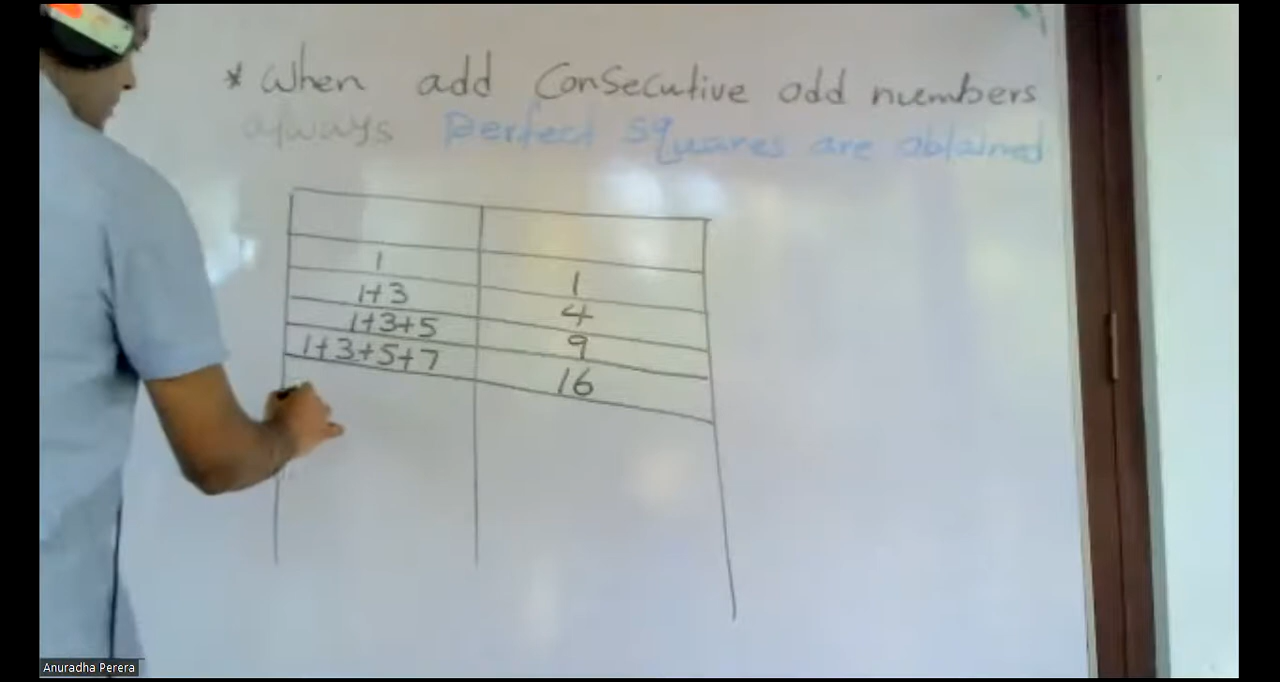 * When add Consecutive odd numbers
always perfect squares are obtained
1 1
1+3 4
1+3+5 9
1+3+5+7 16
Anuradha Perera